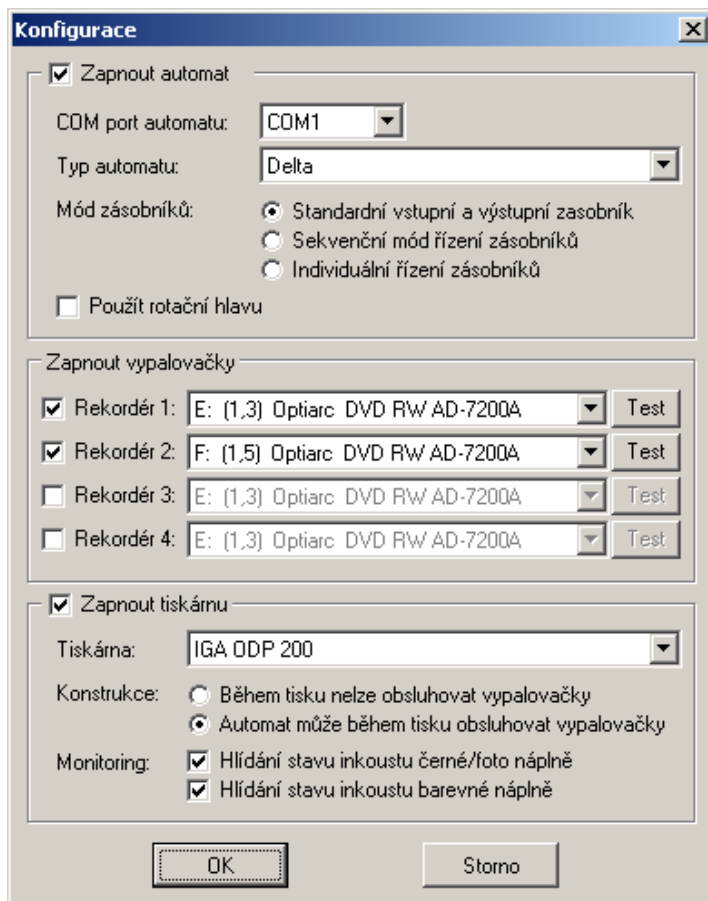 Konfigurace
Zapnout automat
COM port automatu: COM1
Typ automatu: Delta
Mód zásobníků: Standardní vstupní a výstupní zasobník
Sekvenční mód řízení zásobníků
Individuální řízení zásobníků
Použít rotační hlavu
Zapnout vypalovačky
Rekordér 1: E: (1,3) Optiarc DVD RW AD-7200A Test
Rekordér 2: F: (1,5) Optiarc DVD RW AD-7200A Test
Rekordér 3: E: (1,3) Optiarc DVD RW AD-7200A Test
Rekordér 4: E: (1,3) Optiarc DVD RW AD-7200A Test
Zapnout tiskárnu
Tiskárna: IGA ODP 200
Konstrukce: Během tisku nelze obsluhovat vypalovačky
Automat může během tisku obsluhovat vypalovačky
Monitoring: Hlídání stavu inkoustu černé/foto náplně
Hlídání stavu inkoustu barevné náplně
OK Storno